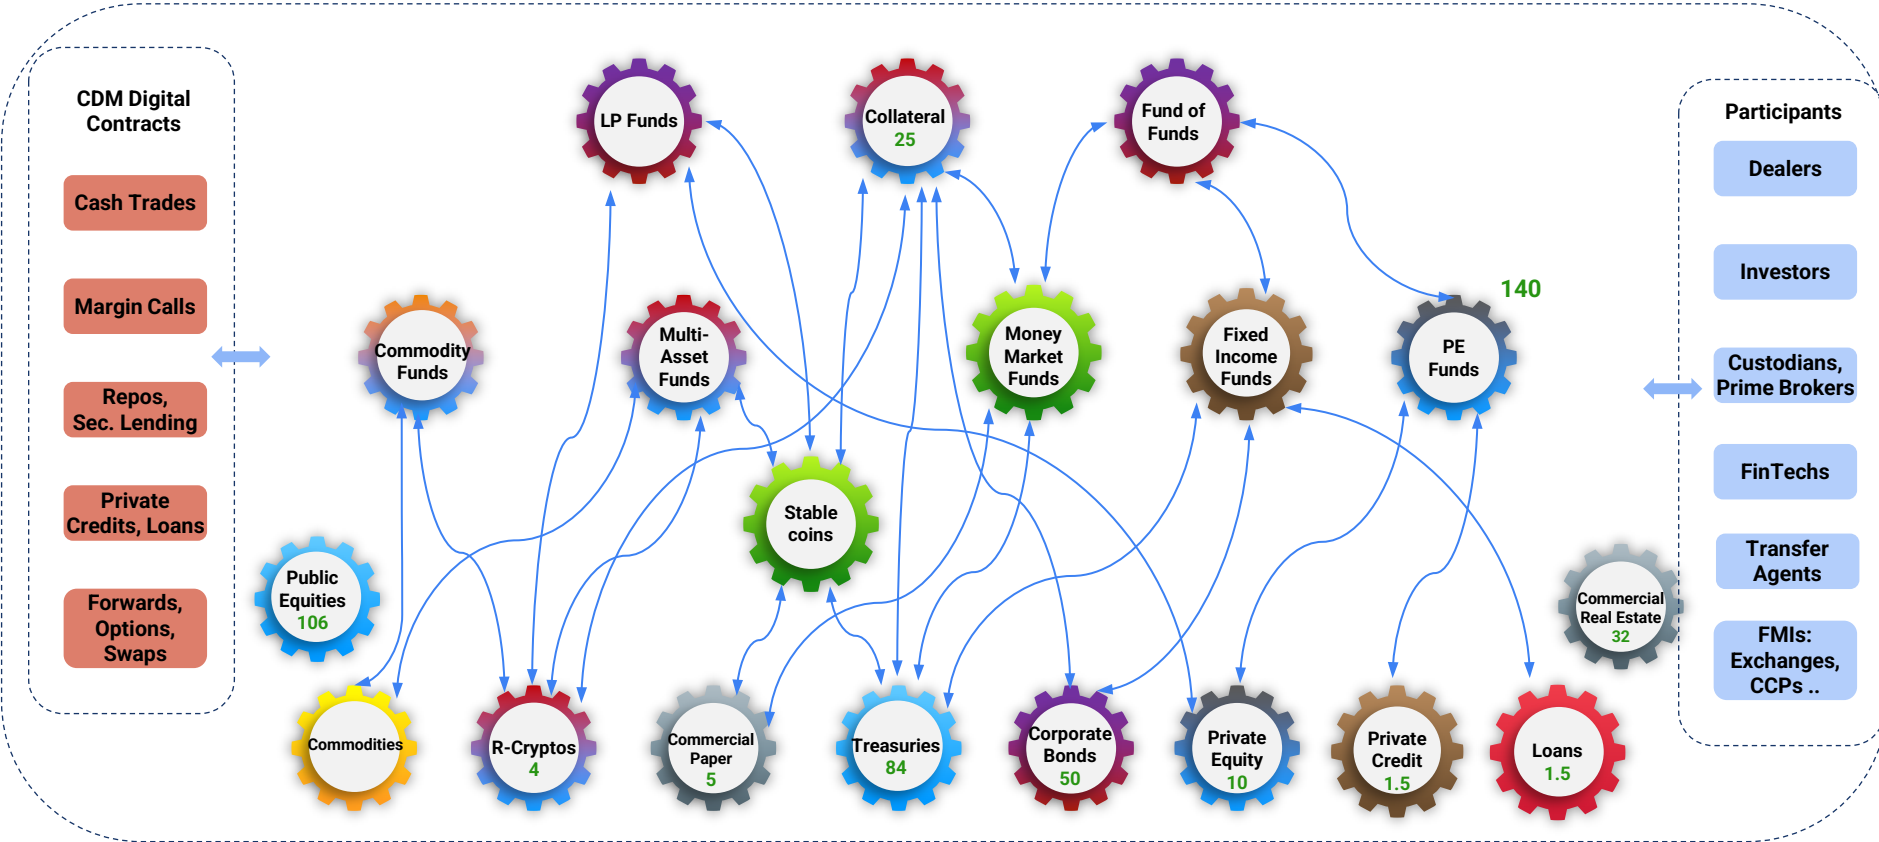 CDM Digital
Contracts
Cash Trades
Margin Calls
Repos,
Sec. Lending
Private
Credits, Loans
Forwards,
Options,
Swaps
LP Funds
Collateral
25
Fund of
Funds
Commodity
Funds
Multi-
Asset
Funds
Money
Market
Funds
Fixed
Income
Funds
PE
Funds
140
Stable
coins
Public
Equities
106
Commercial
Real Estate
32
Commodities
R-Cryptos
4
Commercial
Paper
5
Treasuries
84
Corporate
Bonds
50
Private
Equity
10
Private
Credit
1.5
Loans
1.5
Participants
Dealers
Investors
Custodians,
Prime Brokers
FinTechs
Transfer
Agents
FMIs:
Exchanges,
CCPs ..